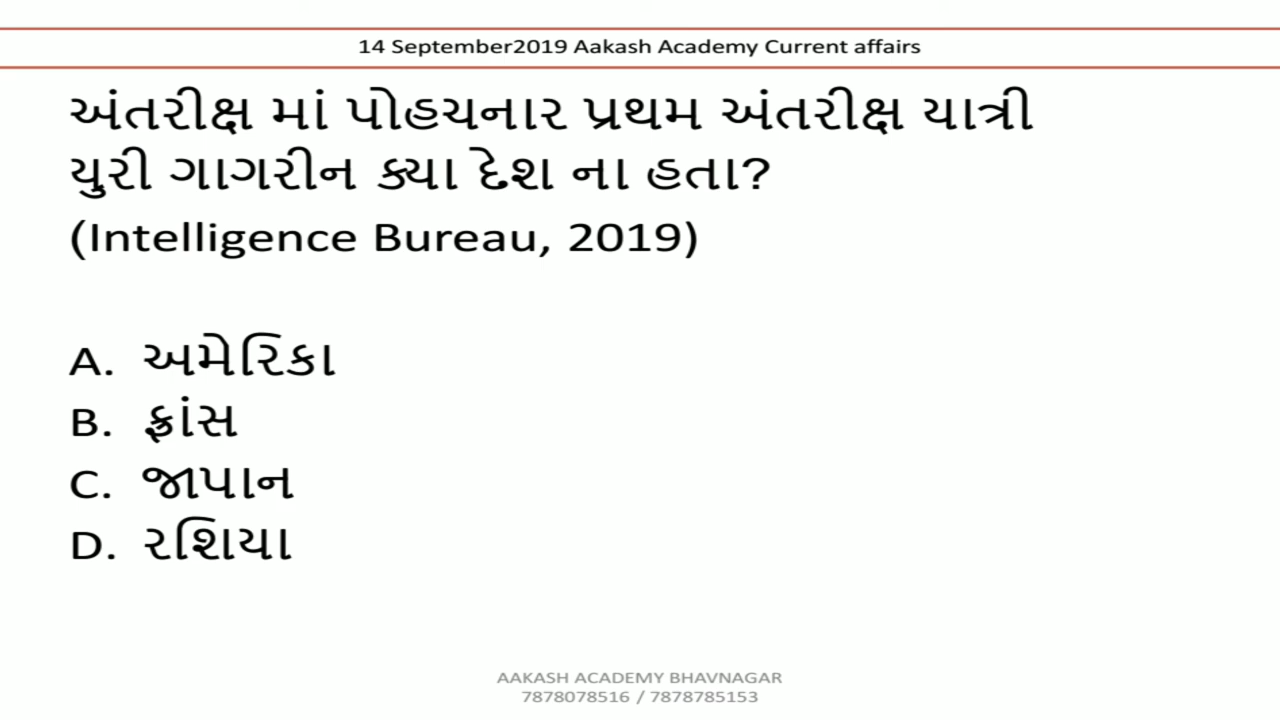 14 September2019 Aakash Academy Current affairs
અંતરીક્ષ માં પોહચનાર પ્રથમ અંતરીક્ષ યાત્રી
યુરી ગાગરીન ક્યા દેશ ના હતા?
(Intelligence Bureau, 2019)
A. અમેરિકા
B. ફ્રાંસ
C. જાપાન
D. રશિયા
AAKASH ACADEMY BHAVNAGAR
7878078516 / 7878785153